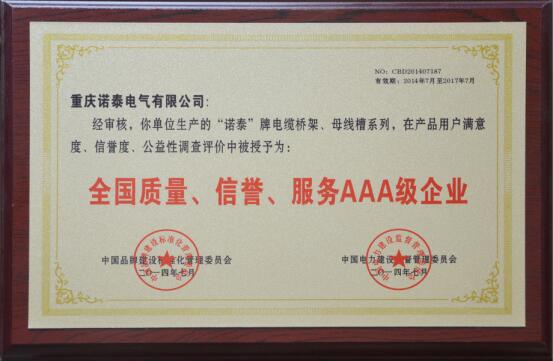 NO：CBD201407187
有效期：2014年7月至2017年7月
重庆诺泰电气有限公司：
经审核，你单位生产的“诺泰”牌电缆桥架、母线槽系列，在产品用户满意
度、信誉度、公益性调查评价中被授予为：
全国质量、信誉、服务AAA级企业
中国品牌建设标准化管理委员会
二〇一四年七月
中国电力建设监督管理委员会
二〇一四年七月